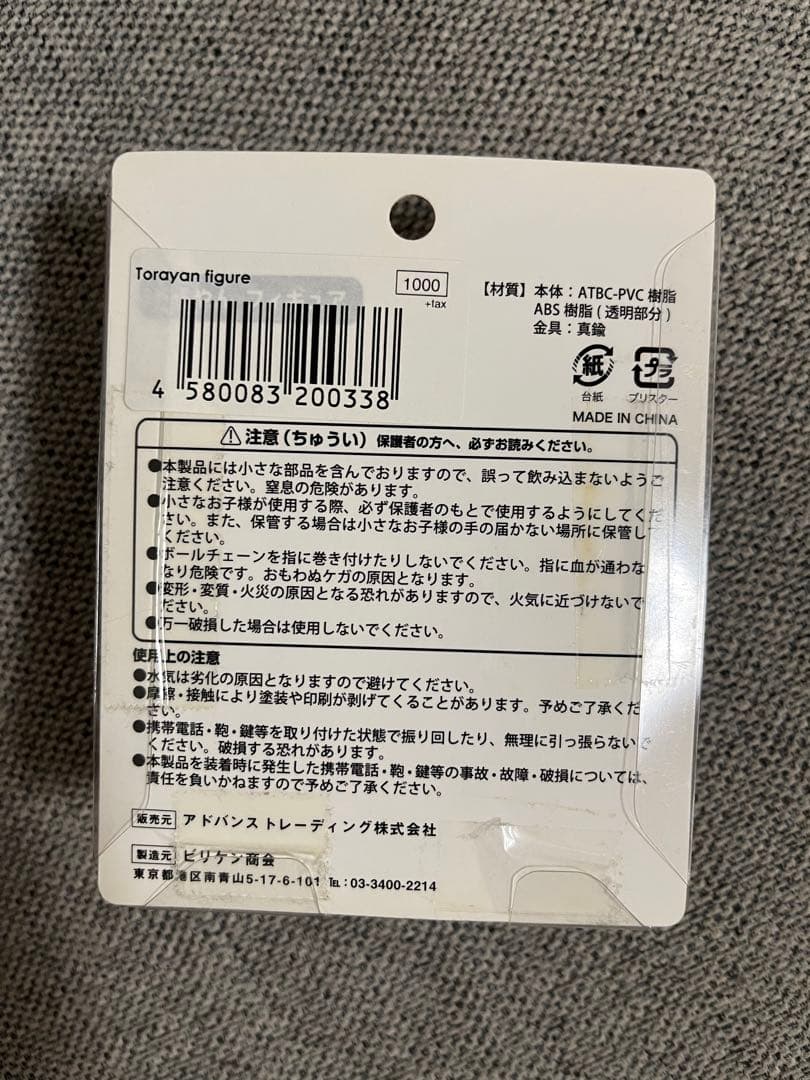 Torayan figure
1000
+tax
4 580083 200338
【材質】本体：ATBC-PVC 樹脂
ABS 樹脂 ( 透明部分 )
金具：真鍮
紙
プラ
台紙
ブリスター
MADE IN CHINA
⚠注意（ちゅうい）保護者の方へ、必ずお読みください。
●本製品には小さな部品を含んでおりますので、誤って飲み込まないようご
注意ください。窒息の危険があります。
●小さなお子様が使用する際、必ず保護者のもとで使用するようにしてくだ
さい。また、保管する場合は小さなお子様の手の届かない場所に保管し
ください。
●ボールチェーンを指に巻き付けたりしないでください。指に血が通わな
なり危険です。おもわぬケガの原因となります。
●変形・変質・火災の原因となる恐れがありますので、火気に近づけないで
ださい。
●万一破損した場合は使用しないでください。
使用上の注意
●水気は劣化の原因となりますので避けてください。
●摩擦・接触により塗装や印刷が剥げてくることがあります。予めご了承くだ
さい。
●携帯電話・鞄・鍵等を取り付けた状態で振り回したり、無理に引っ張らないで
ください。破損する恐れがあります。
●本製品を装着時に発生した携帯電話・鞄・鍵等の事故・故障・破損については、
責任を負いかねますので予めご了承ください。
販売元 アドバンストレーディング株式会社
製造元 ビリケン商会
東京都港区南青山5-17-6-101 TEL：03-3400-2214